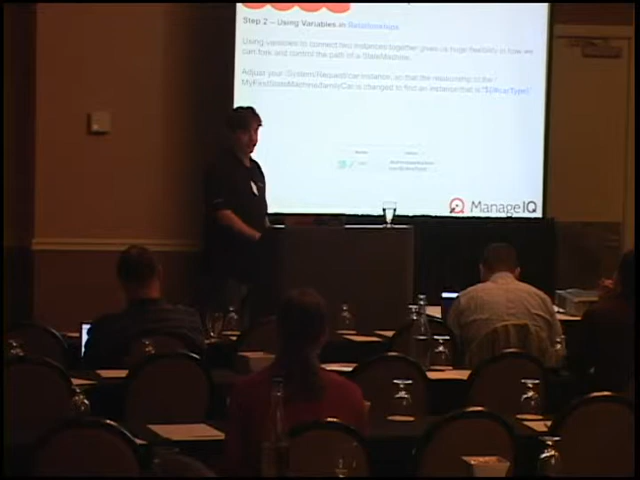 Step 2 – Using Variables in Relationships
Using variables to connect two instances together gives us huge flexibility in how we
can fork and control the path of a StateMachine.
Adjust your /System/Request/car instance, so that the relationship to the
MyFirstStateMachine/familyCar is changed to find an instance that is "${/#carType}"
ManageIQ